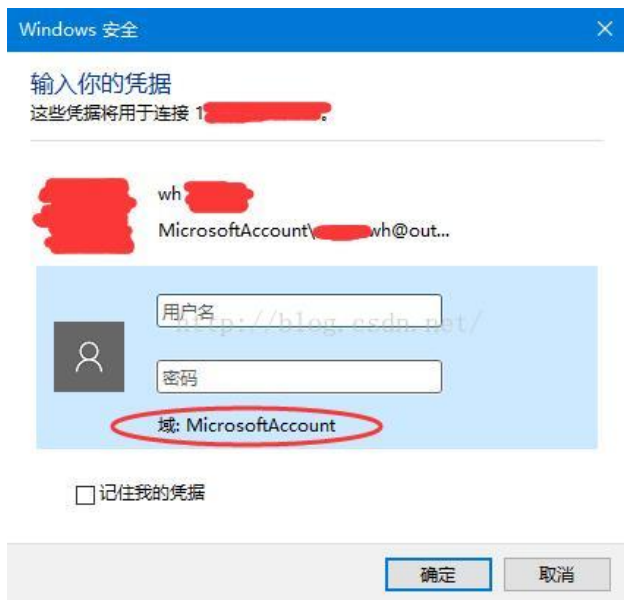 Windows 安全
输入你的凭据
这些凭据将用于连接 1
。
wh
MicrosoftAccount\ wh@out...
用户名
http://blog.csdn.net/
密码
域: MicrosoftAccount
记住我的凭据
确定
取消